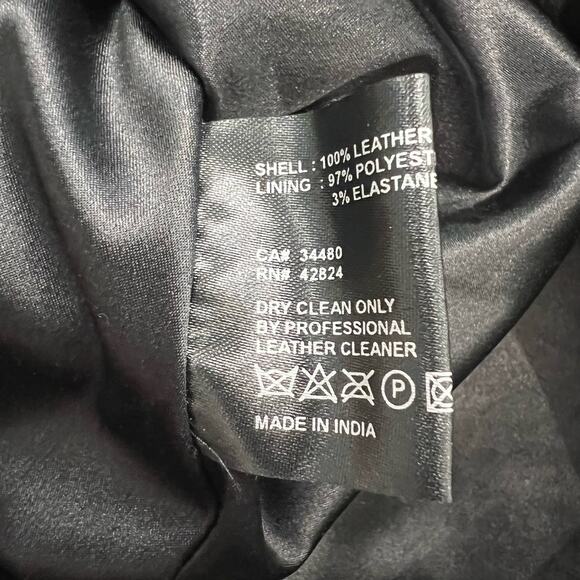 SHELL : 100% LEATHER
LINING : 97% POLYEST
3% ELASTANE
CA# 34480
RN# 42824
DRY CLEAN ONLY
BY PROFESSIONAL
LEATHER CLEANER
P
MADE IN INDIA